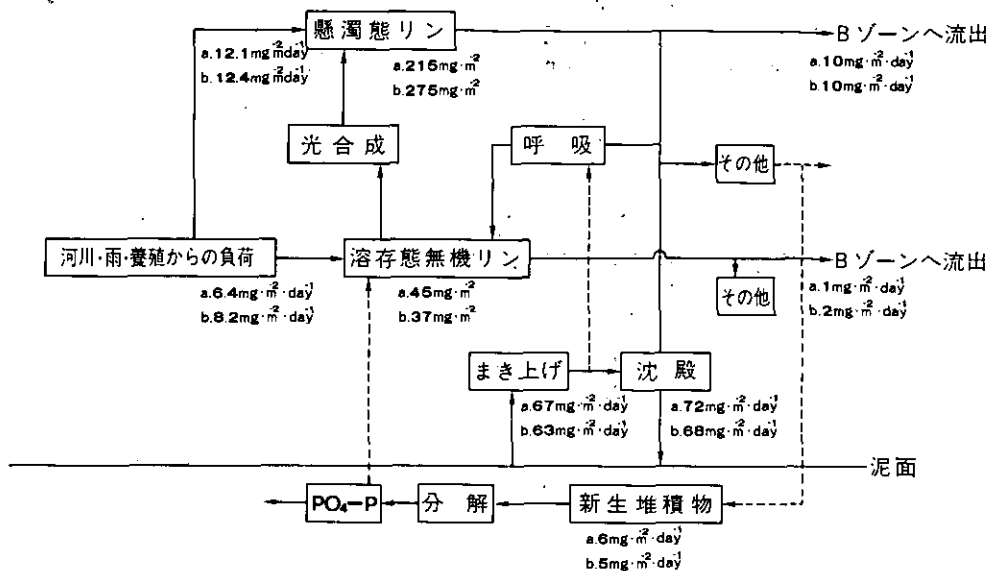 懸濁態リン
Bゾーンへ流出
a.12.1mg m⁻²day⁻¹
b.12.4mg m⁻²day⁻¹
a.215mg·m⁻²
b.275mg·m⁻²
a.10mg·m⁻²·day⁻¹
b.10mg·m⁻²·day⁻¹
光合成
呼吸
その他
河川·雨·養殖からの負荷
溶存態無機リン
Bゾーンへ流出
a.6.4mg·m⁻²·day⁻¹
b.8.2mg·m⁻²·day⁻¹
a.45mg·m⁻²
b.37mg·m⁻²
その他
a.1mg·m⁻²·day⁻¹
b.2mg·m⁻²·day⁻¹
まき上げ
沈殿
a.67mg·m⁻²·day⁻¹
b.63mg·m⁻²·day⁻¹
a.72mg·m⁻²·day⁻¹
b.68mg·m⁻²·day⁻¹
泥面
PO₄-P
分解
新生堆積物
a.6mg·m⁻²·day⁻¹
b.5mg·m⁻²·day⁻¹